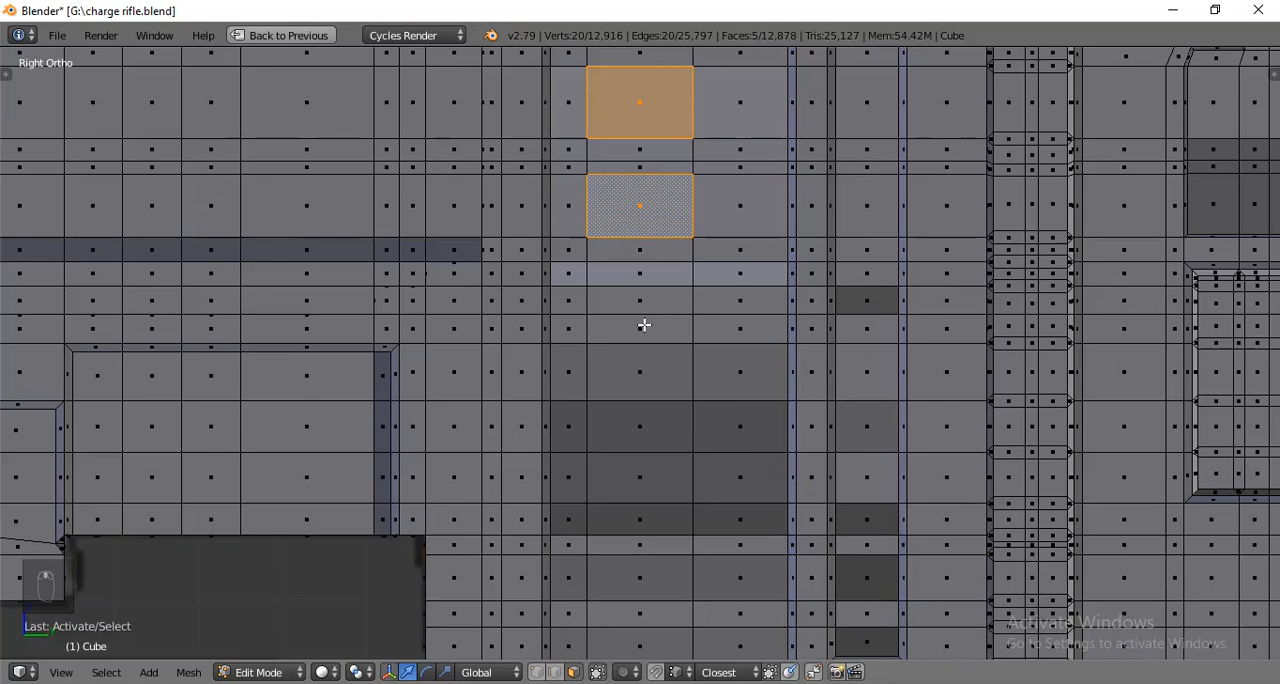 Blender* [G:\charge rifle.blend]
File Render Window Help Back to Previous Cycles Render v2.79 | Verts:20/12,916 | Edges:20/25,797 | Faces:5/12,878 | Tris:25,127 | Mem:54.42M | Cube
Right Ortho
Last: Activate/Select
(1) Cube
Activate Windows
Go to Settings to activate Windows.
View Select Add Mesh Edit Mode Global Closest